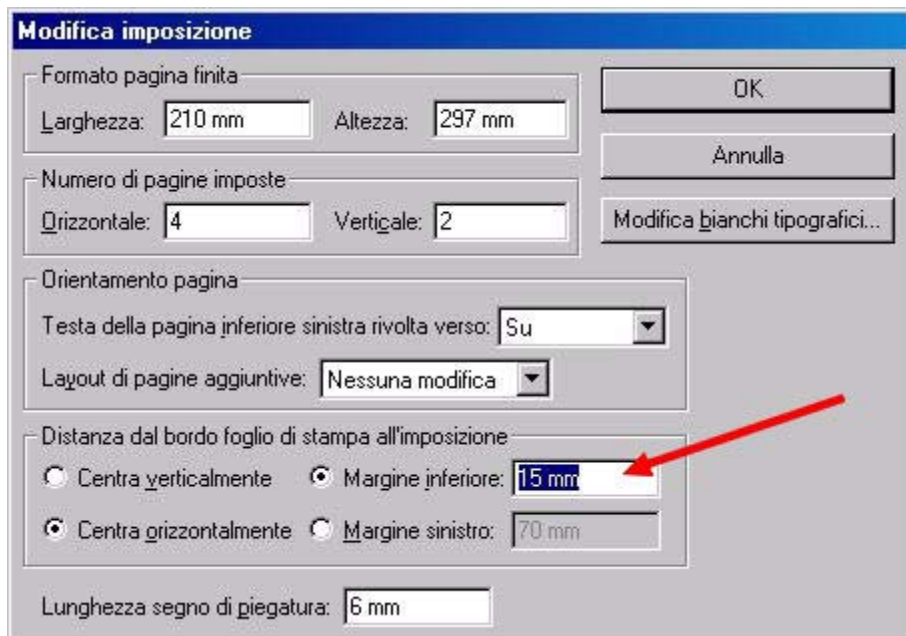 Modifica imposizione
Formato pagina finita
Larghezza: 210 mm Altezza: 297 mm
OK
Annulla
Numero di pagine imposte
Orizzontale: 4 Verticale: 2
Modifica bianchi tipografici...
Orientamento pagina
Testa della pagina inferiore sinistra rivolta verso: Su
Layout di pagine aggiuntive: Nessuna modifica
Distanza dal bordo foglio di stampa all'imposizione
Centra verticalmente Margine inferiore: 15 mm
Centra orizzontalmente Margine sinistro: 70 mm
Lunghezza segno di piegatura: 6 mm